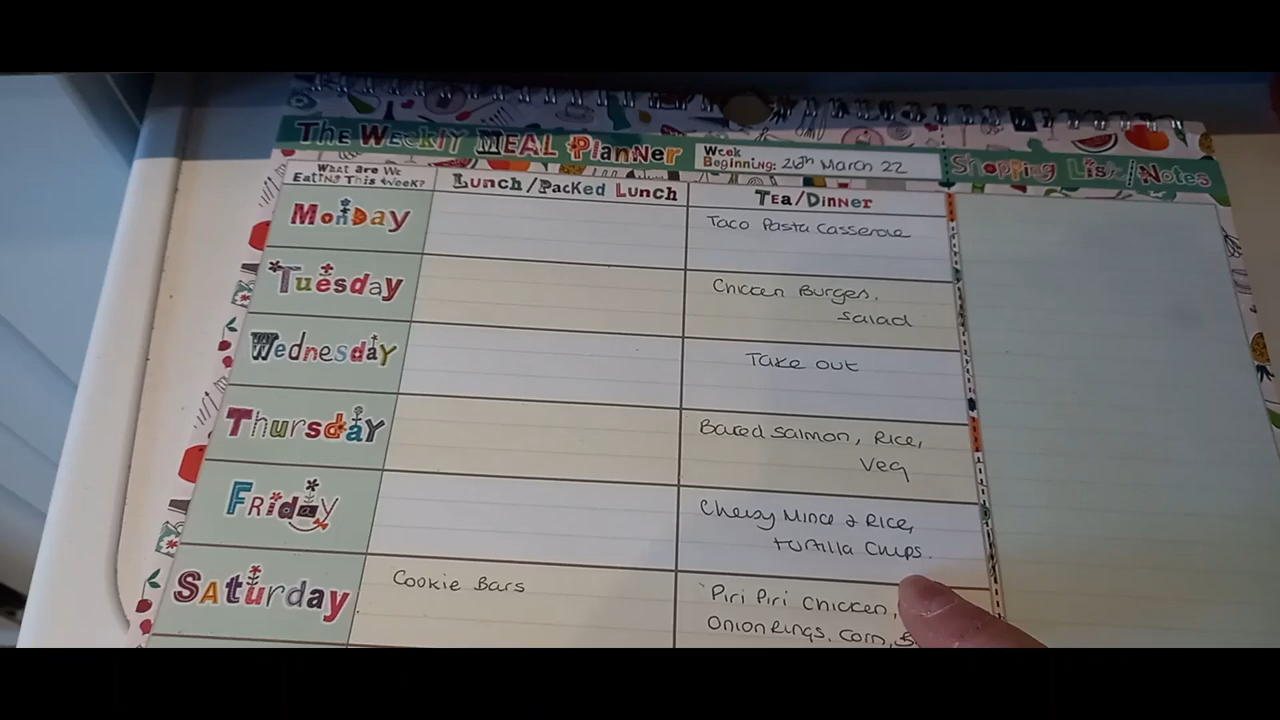 THE WEEKLY MEAL PLANNER
Week
Beginning: 28th March 22
Shopping List/Notes
What are We
Eating This Week?
Lunch/Packed Lunch
Tea/Dinner
Monday
Taco Pasta Casserole
Tuesday
Chicken Burgers,
Salad
Wednesday
Take out
Thursday
Baked Salmon, Rice,
Veg
Friday
Cheesy Mince & Rice,
Tortilla Chips.
Saturday
Cookie Bars
Piri Piri Chicken,
Onion Rings, Corn,